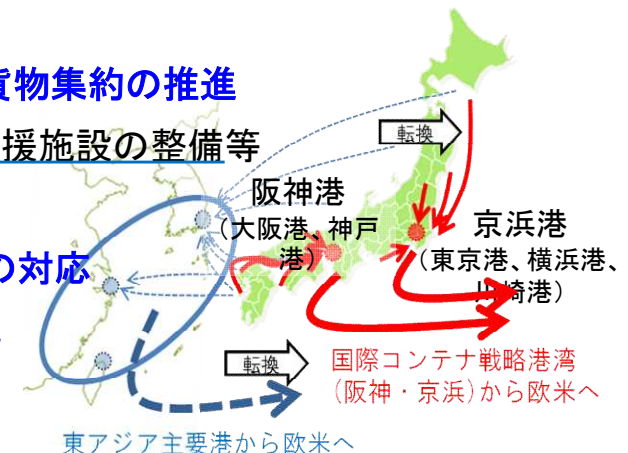 貨物集約の推進
援施設の整備等
転換
阪神港
(大阪港、神戸
港)
京浜港
(東京港、横浜港、
川崎港)
の対応
転換
国際コンテナ戦略港湾
(阪神・京浜)から欧米へ
東アジア主要港から欧米へ